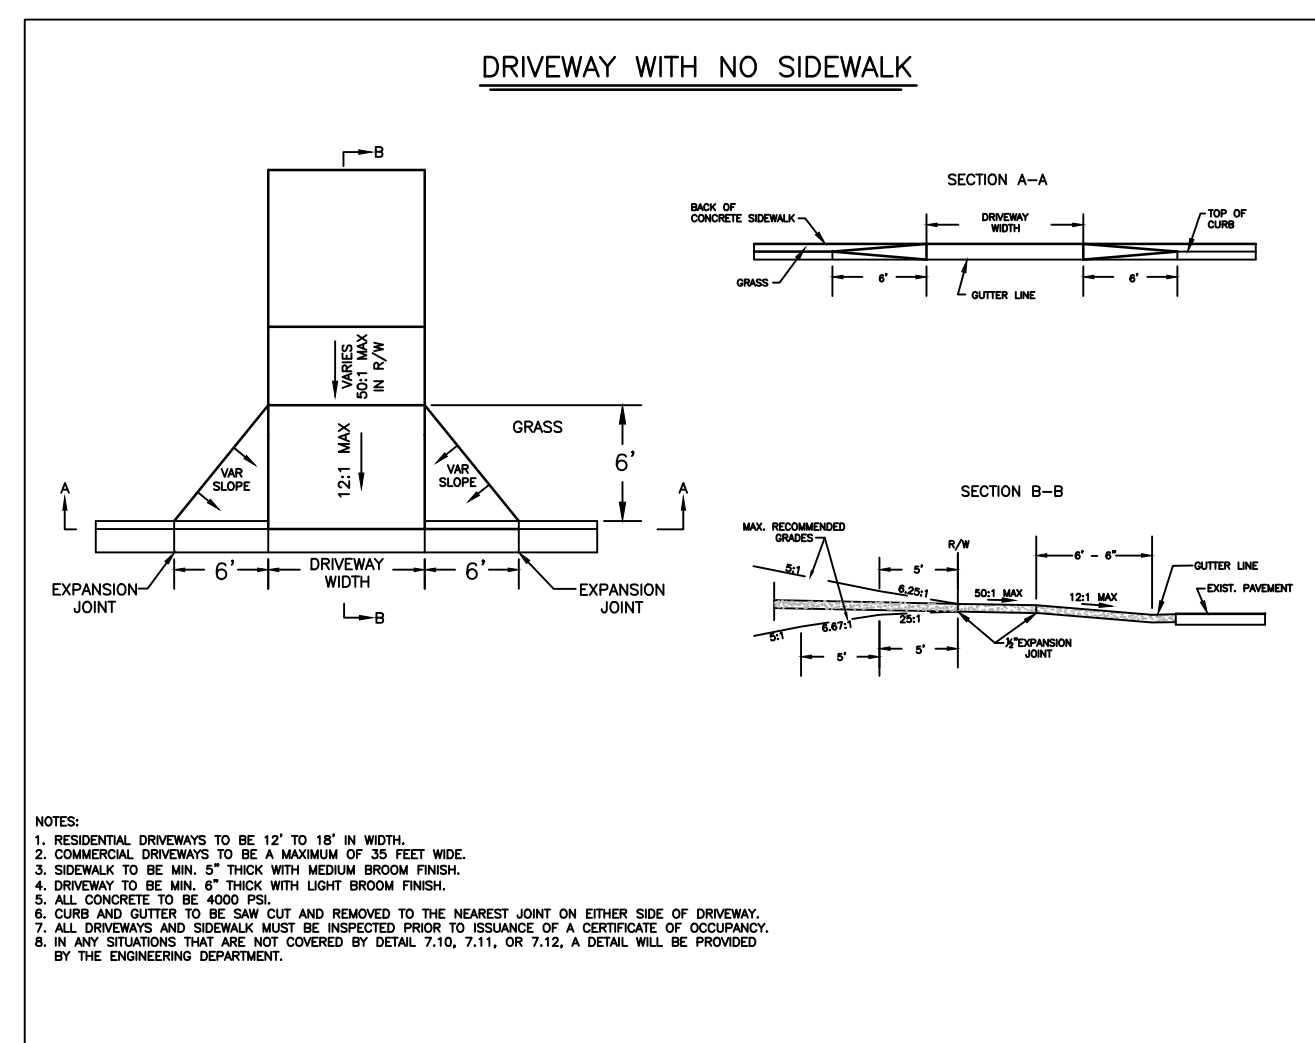 DRIVEWAY WITH NO SIDEWALK
B
VARIES
50:1 MAX
IN R/W
12:1 MAX
GRASS
6'
VAR
SLOPE
VAR
SLOPE
A
A
6'
DRIVEWAY
WIDTH
6'
EXPANSION
JOINT
EXPANSION
JOINT
B
SECTION A-A
BACK OF
CONCRETE SIDEWALK
DRIVEWAY
WIDTH
TOP OF
CURB
GRASS
6'
GUTTER LINE
6'
SECTION B-B
MAX. RECOMMENDED
GRADES
R/W
5'
6' - 6"
GUTTER LINE
5:1
6.25:1
50:1 MAX
12:1 MAX
EXIST. PAVEMENT
5:1
6.67:1
25:1
5'
5'
½"EXPANSION
JOINT
NOTES:
1. RESIDENTIAL DRIVEWAYS TO BE 12' TO 18' IN WIDTH.
2. COMMERCIAL DRIVEWAYS TO BE A MAXIMUM OF 35 FEET WIDE.
3. SIDEWALK TO BE MIN. 5" THICK WITH MEDIUM BROOM FINISH.
4. DRIVEWAY TO BE MIN. 6" THICK WITH LIGHT BROOM FINISH.
5. ALL CONCRETE TO BE 4000 PSI.
6. CURB AND GUTTER TO BE SAW CUT AND REMOVED TO THE NEAREST JOINT ON EITHER SIDE OF DRIVEWAY.
7. ALL DRIVEWAYS AND SIDEWALK MUST BE INSPECTED PRIOR TO ISSUANCE OF A CERTIFICATE OF OCCUPANCY.
8. IN ANY SITUATIONS THAT ARE NOT COVERED BY DETAIL 7.10, 7.11, OR 7.12, A DETAIL WILL BE PROVIDED
BY THE ENGINEERING DEPARTMENT.